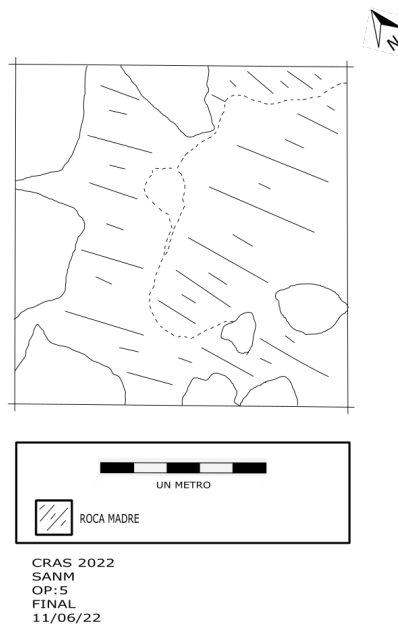 N
UN METRO
ROCA MADRE
CRAS 2022
SANM
OP:5
FINAL
11/06/22